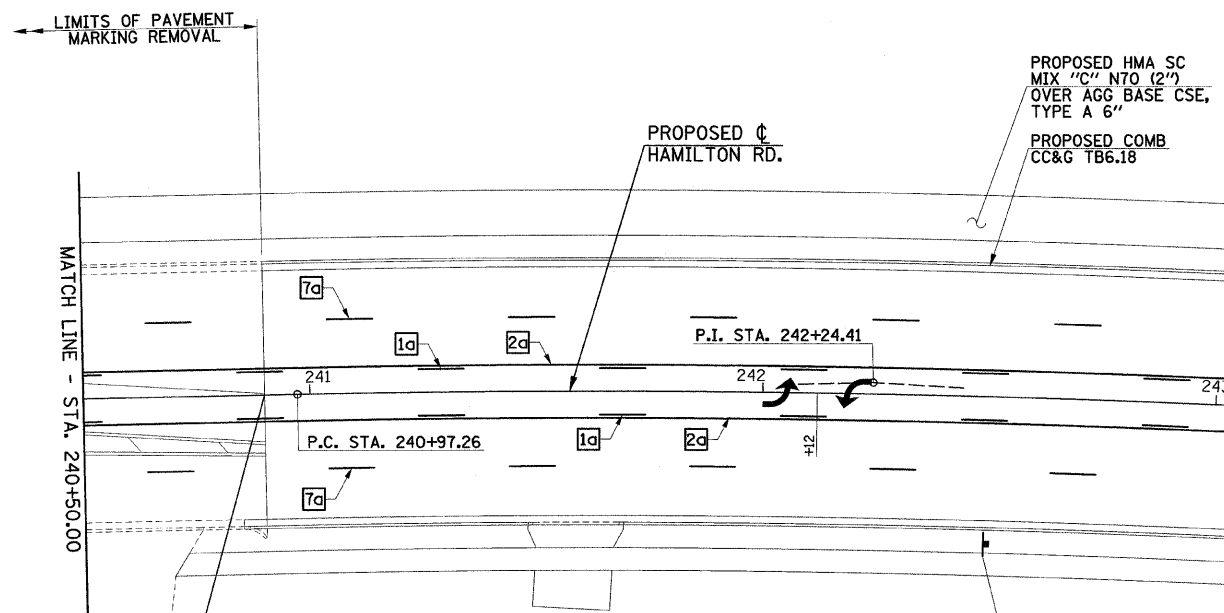 LIMITS OF PAVEMENT
MARKING REMOVAL
PROPOSED HMA SC
MIX "C" N70 (2")
OVER AGG BASE CSE,
TYPE A 6"
PROPOSED ℄
HAMILTON RD.
PROPOSED COMB
CC&G TB6.18
MATCH LINE - STA. 240+50.00
7a
1a
2a
P.I. STA. 242+24.41
241
242
243
P.C. STA. 240+97.26
1a
2a
+12
7a